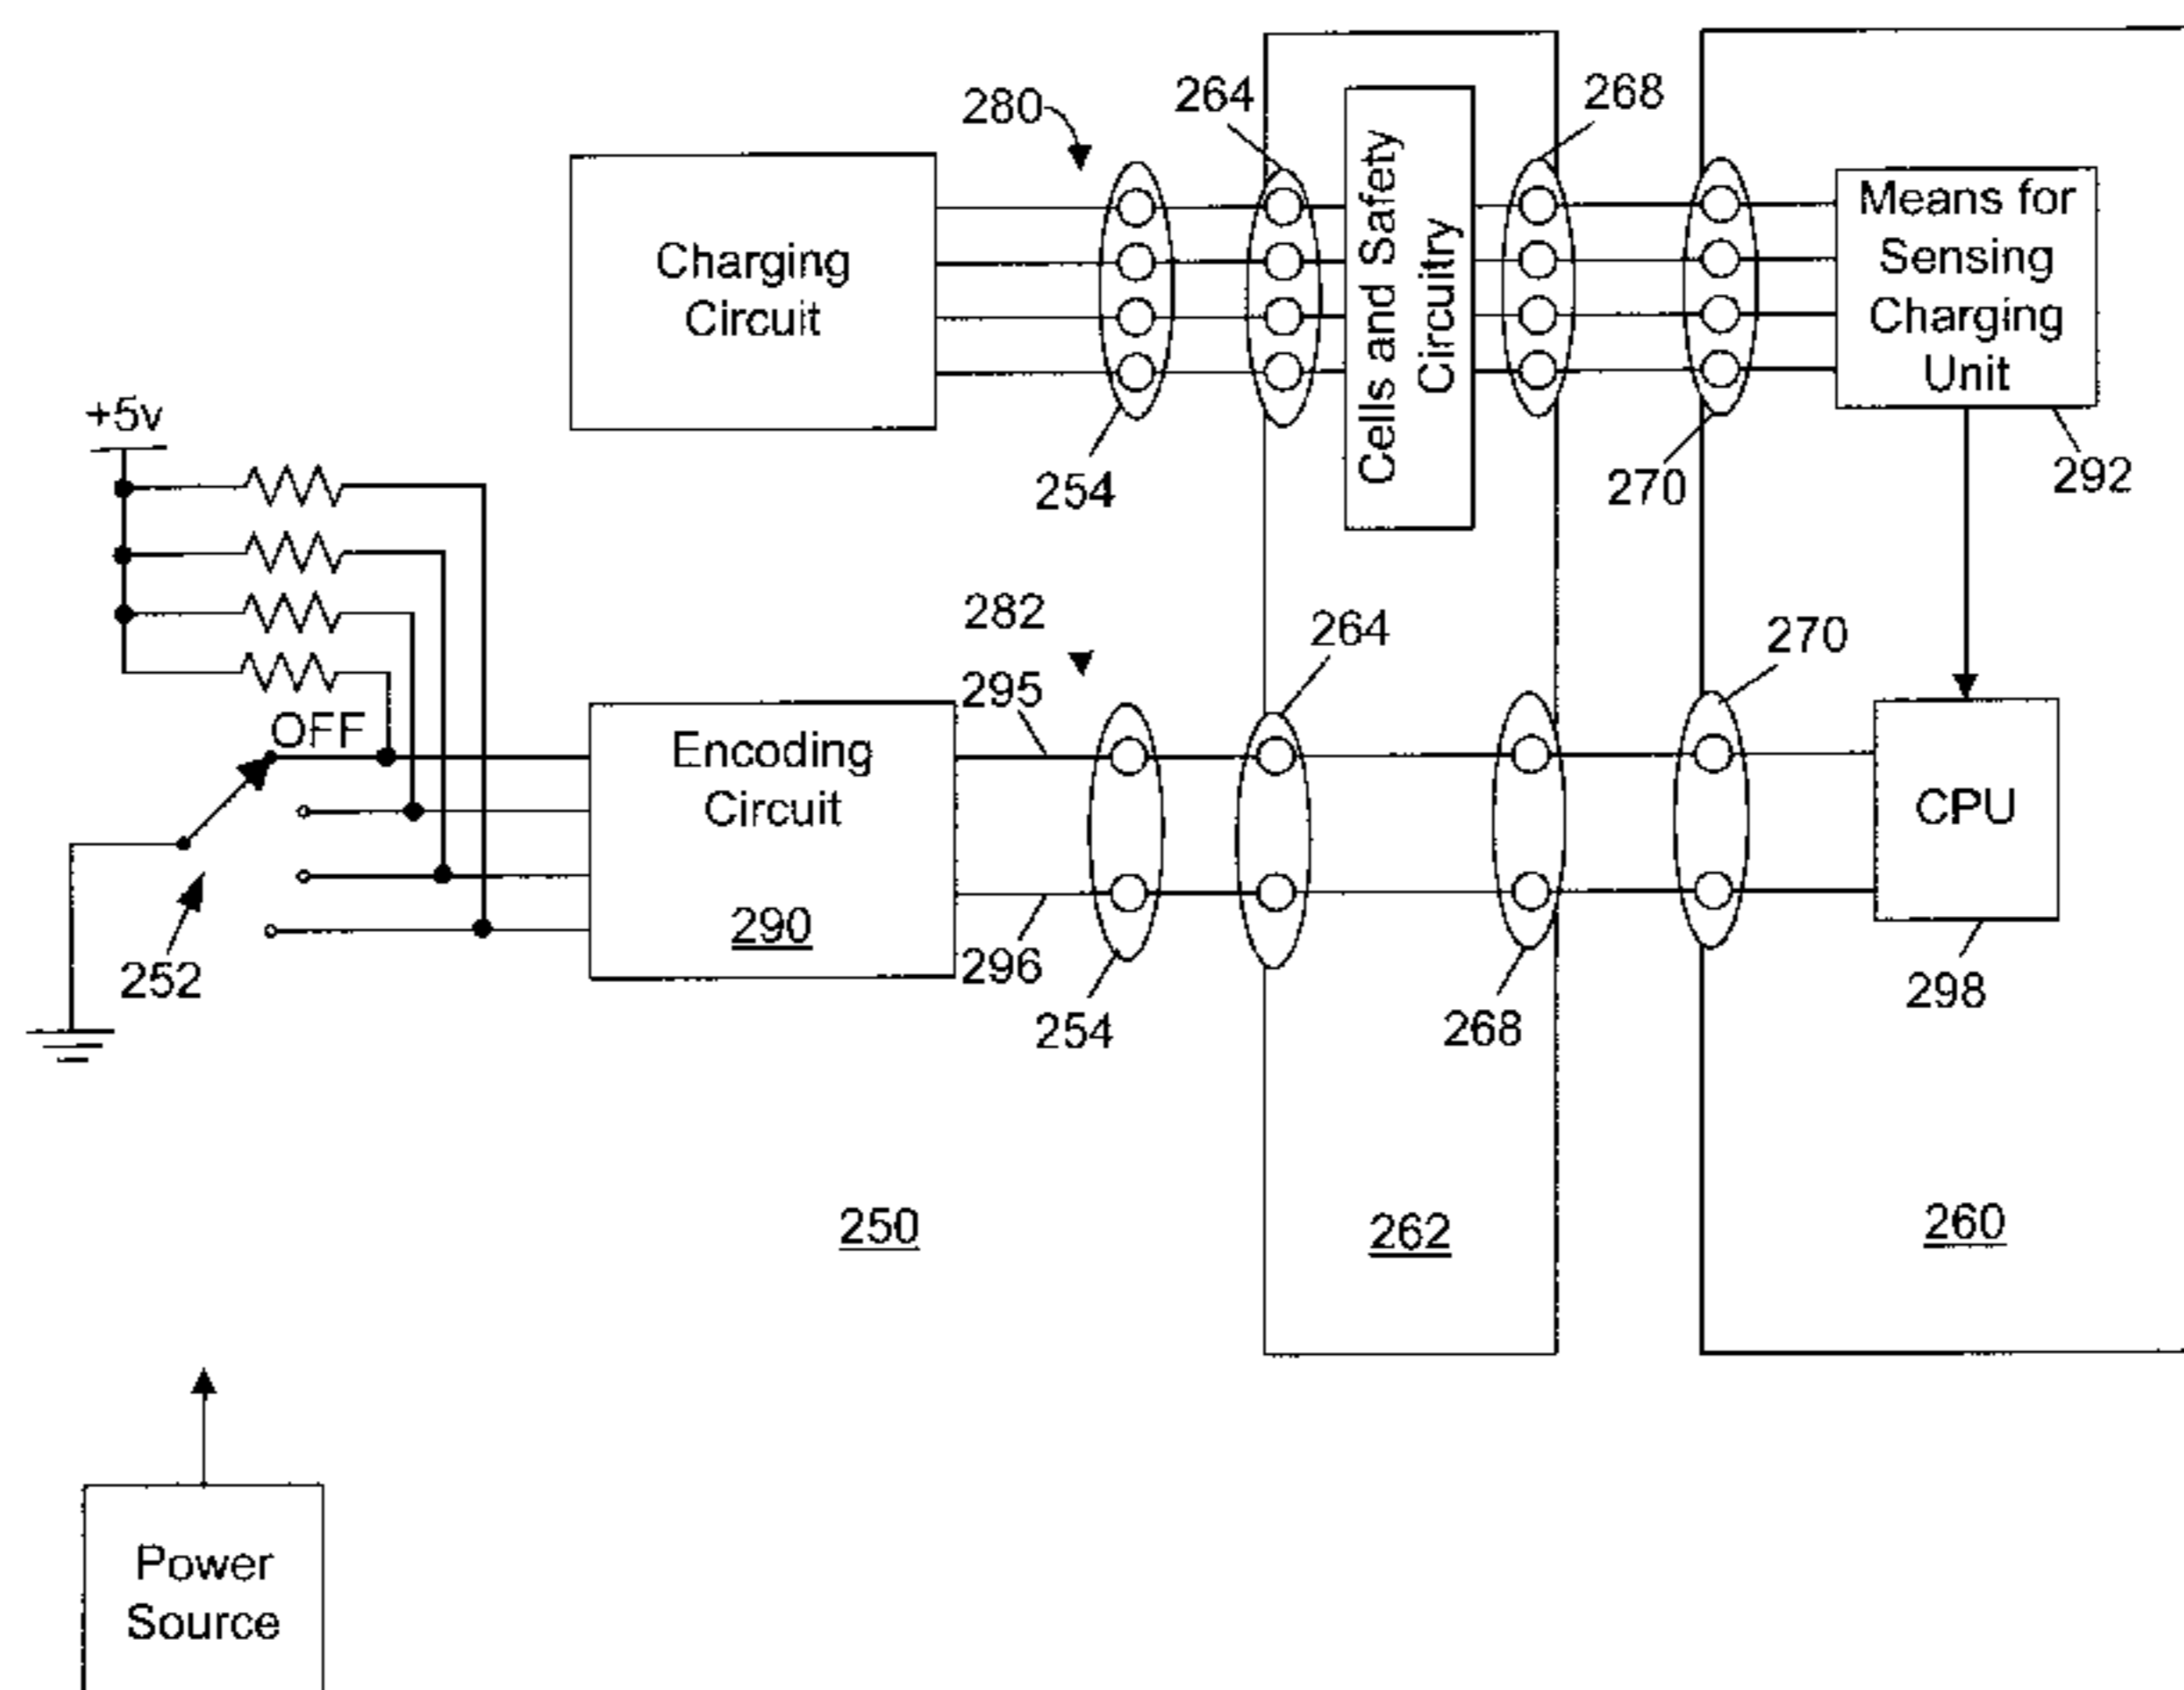 280
264
268
Charging
Circuit
Cells and Safety
Circuitry
Means for
Sensing
Charging
Unit
254
270
292
+5v
282
264
270
295
OFF
Encoding
Circuit
290
CPU
252
296
254
268
298
250
262
260
Power
Source